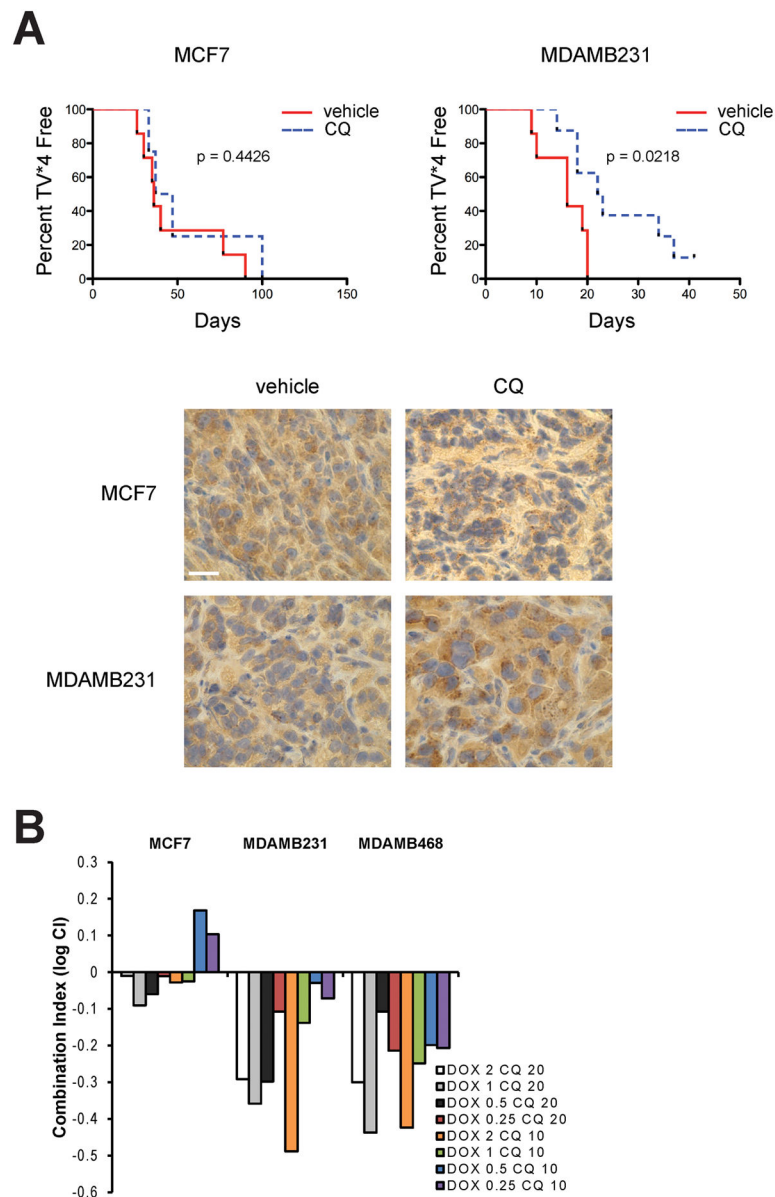 A
MCF7
MDAMB231
Percent TV*4 Free
100
80
60
40
20
0
vehicle
CQ
p = 0.4426
0
50
100
150
Days
Percent TV*4 Free
100
80
60
40
20
0
vehicle
CQ
p = 0.0218
0
10
20
30
40
50
Days
vehicle
CQ
MCF7
MDAMB231
B
MCF7
MDAMB231
MDAMB468
Combination Index (log CI)
0.3
0.2
0.1
0
-0.1
-0.2
-0.3
-0.4
-0.5
-0.6
DOX 2 CQ 20
DOX 1 CQ 20
DOX 0.5 CQ 20
DOX 0.25 CQ 20
DOX 2 CQ 10
DOX 1 CQ 10
DOX 0.5 CQ 10
DOX 0.25 CQ 10